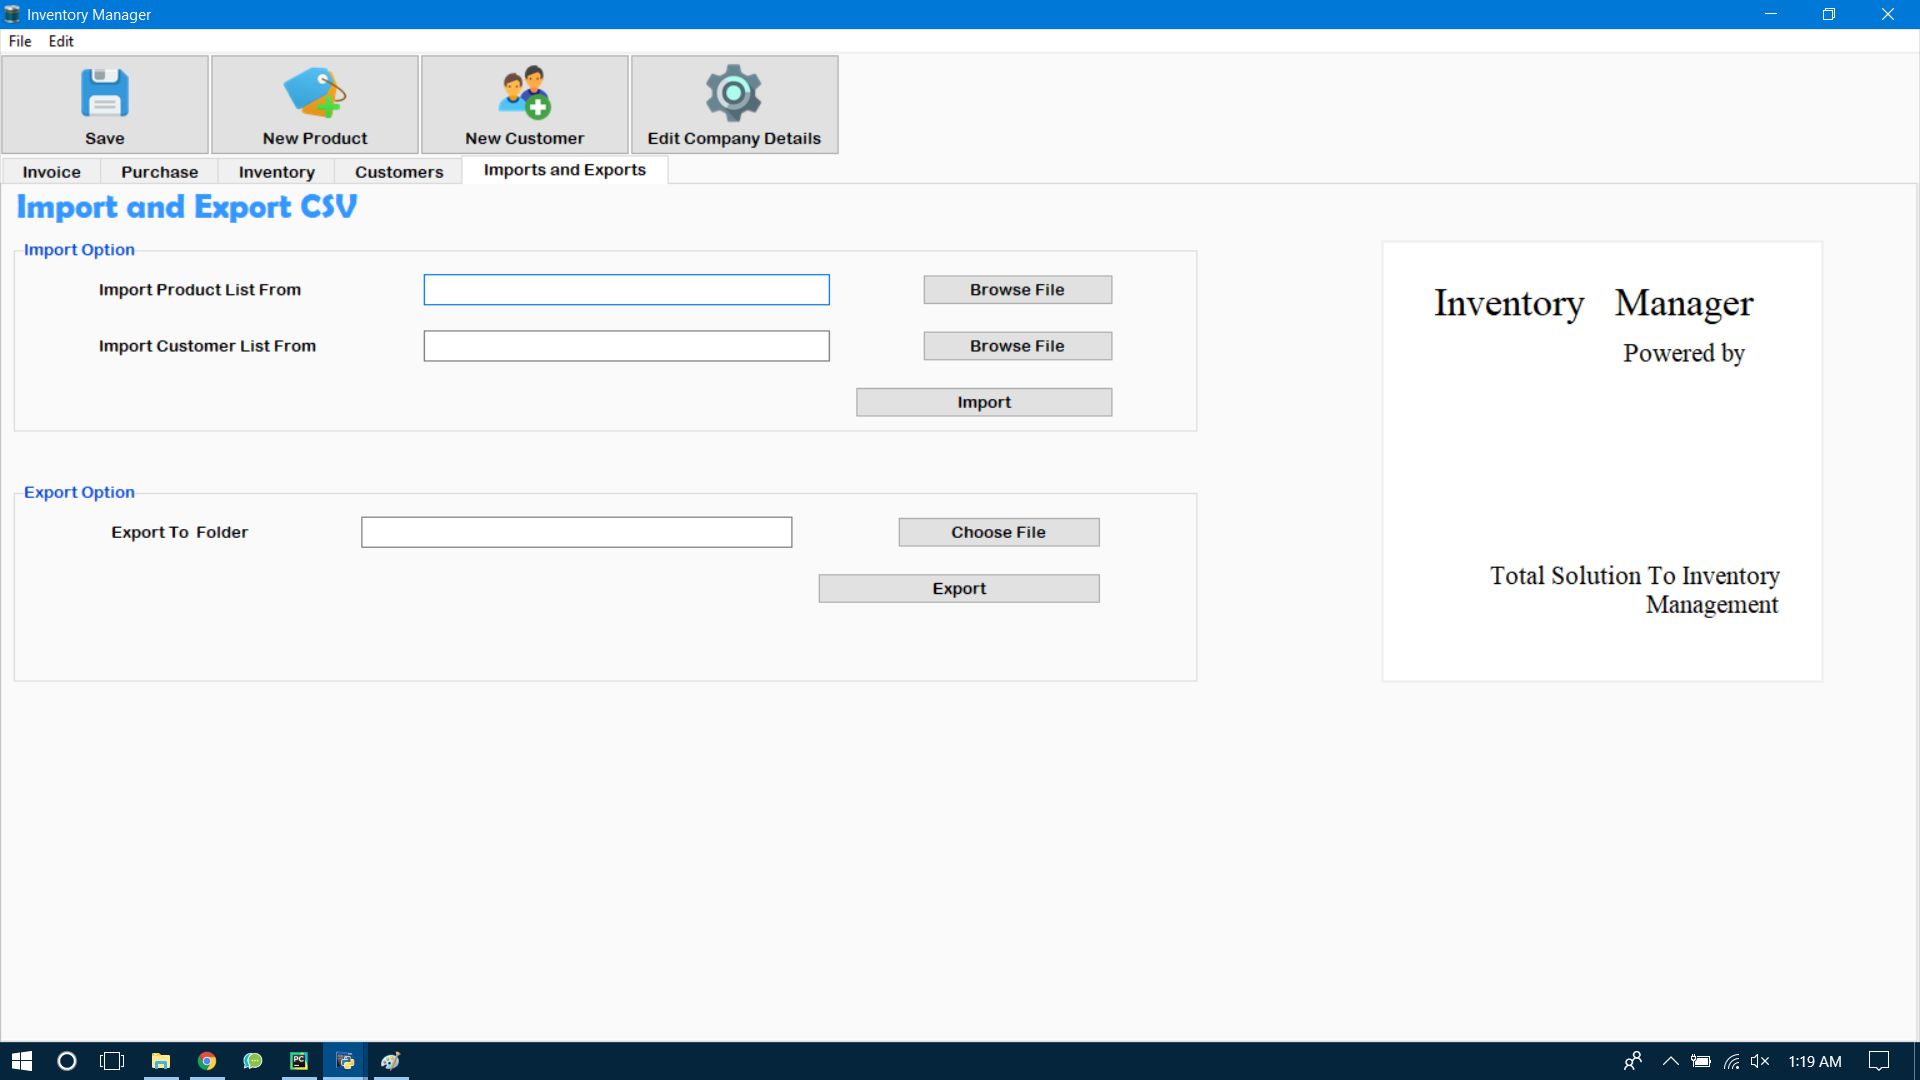 Inventory Manager
File Edit
Save New Product New Customer Edit Company Details
Invoice Purchase Inventory Customers Imports and Exports
Import and Export CSV
Import Option
Import Product List From Browse File
Import Customer List From Browse File
Import
Export Option
Export To Folder Choose File
Export
Inventory Manager
Powered by
Total Solution To Inventory
Management
PC
1:19 AM